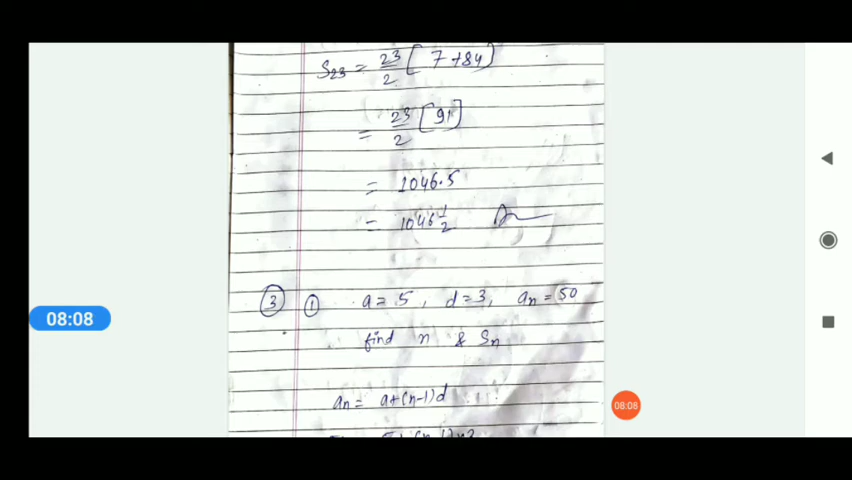 S23 = 23/2 [ 7+84 ]
= 23/2 [ 91 ]
= 1046.5
= 1046 1/2
08:08
③ ① a = 5 , d = 3 , an = 50
find n & Sn
an = a+(n-1)d
08:08